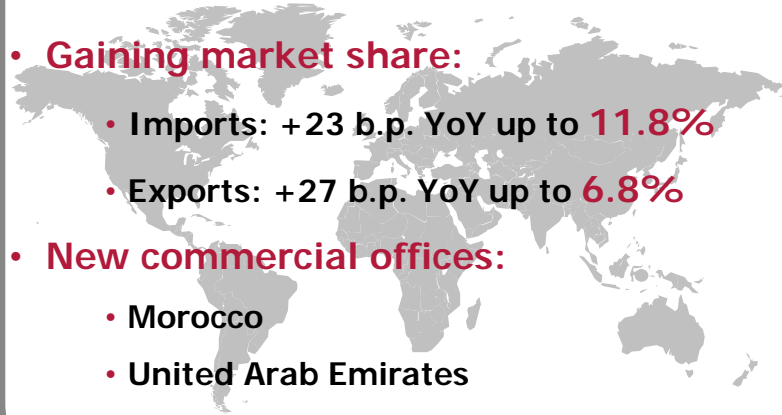 • Gaining market share:
• Imports: +23 b.p. YoY up to 11.8%
• Exports: +27 b.p. YoY up to 6.8%
• New commercial offices:
• Morocco
• United Arab Emirates